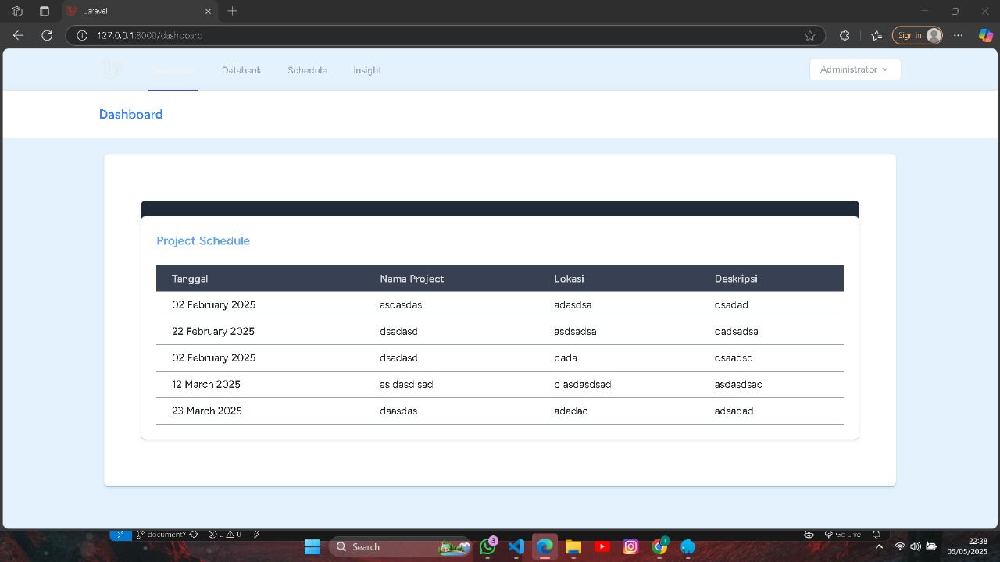 Laravel
127.0.0.1:8000/dashboard
Sign in
Dashboard Databank Schedule Insight
Administrator
Dashboard
Project Schedule
Tanggal Nama Project Lokasi Deskripsi
02 February 2025 asdasdas adasdsa dsadad
22 February 2025 dsadasd asdsadsa dadsadsa
02 February 2025 dsadasd dada dsaadsd
12 March 2025 as dasd sad d asdasdsad asdasdsad
23 March 2025 daasdas adadad adsadad
document* 0 0 Go Live
Search
3
22:38
05/05/2025